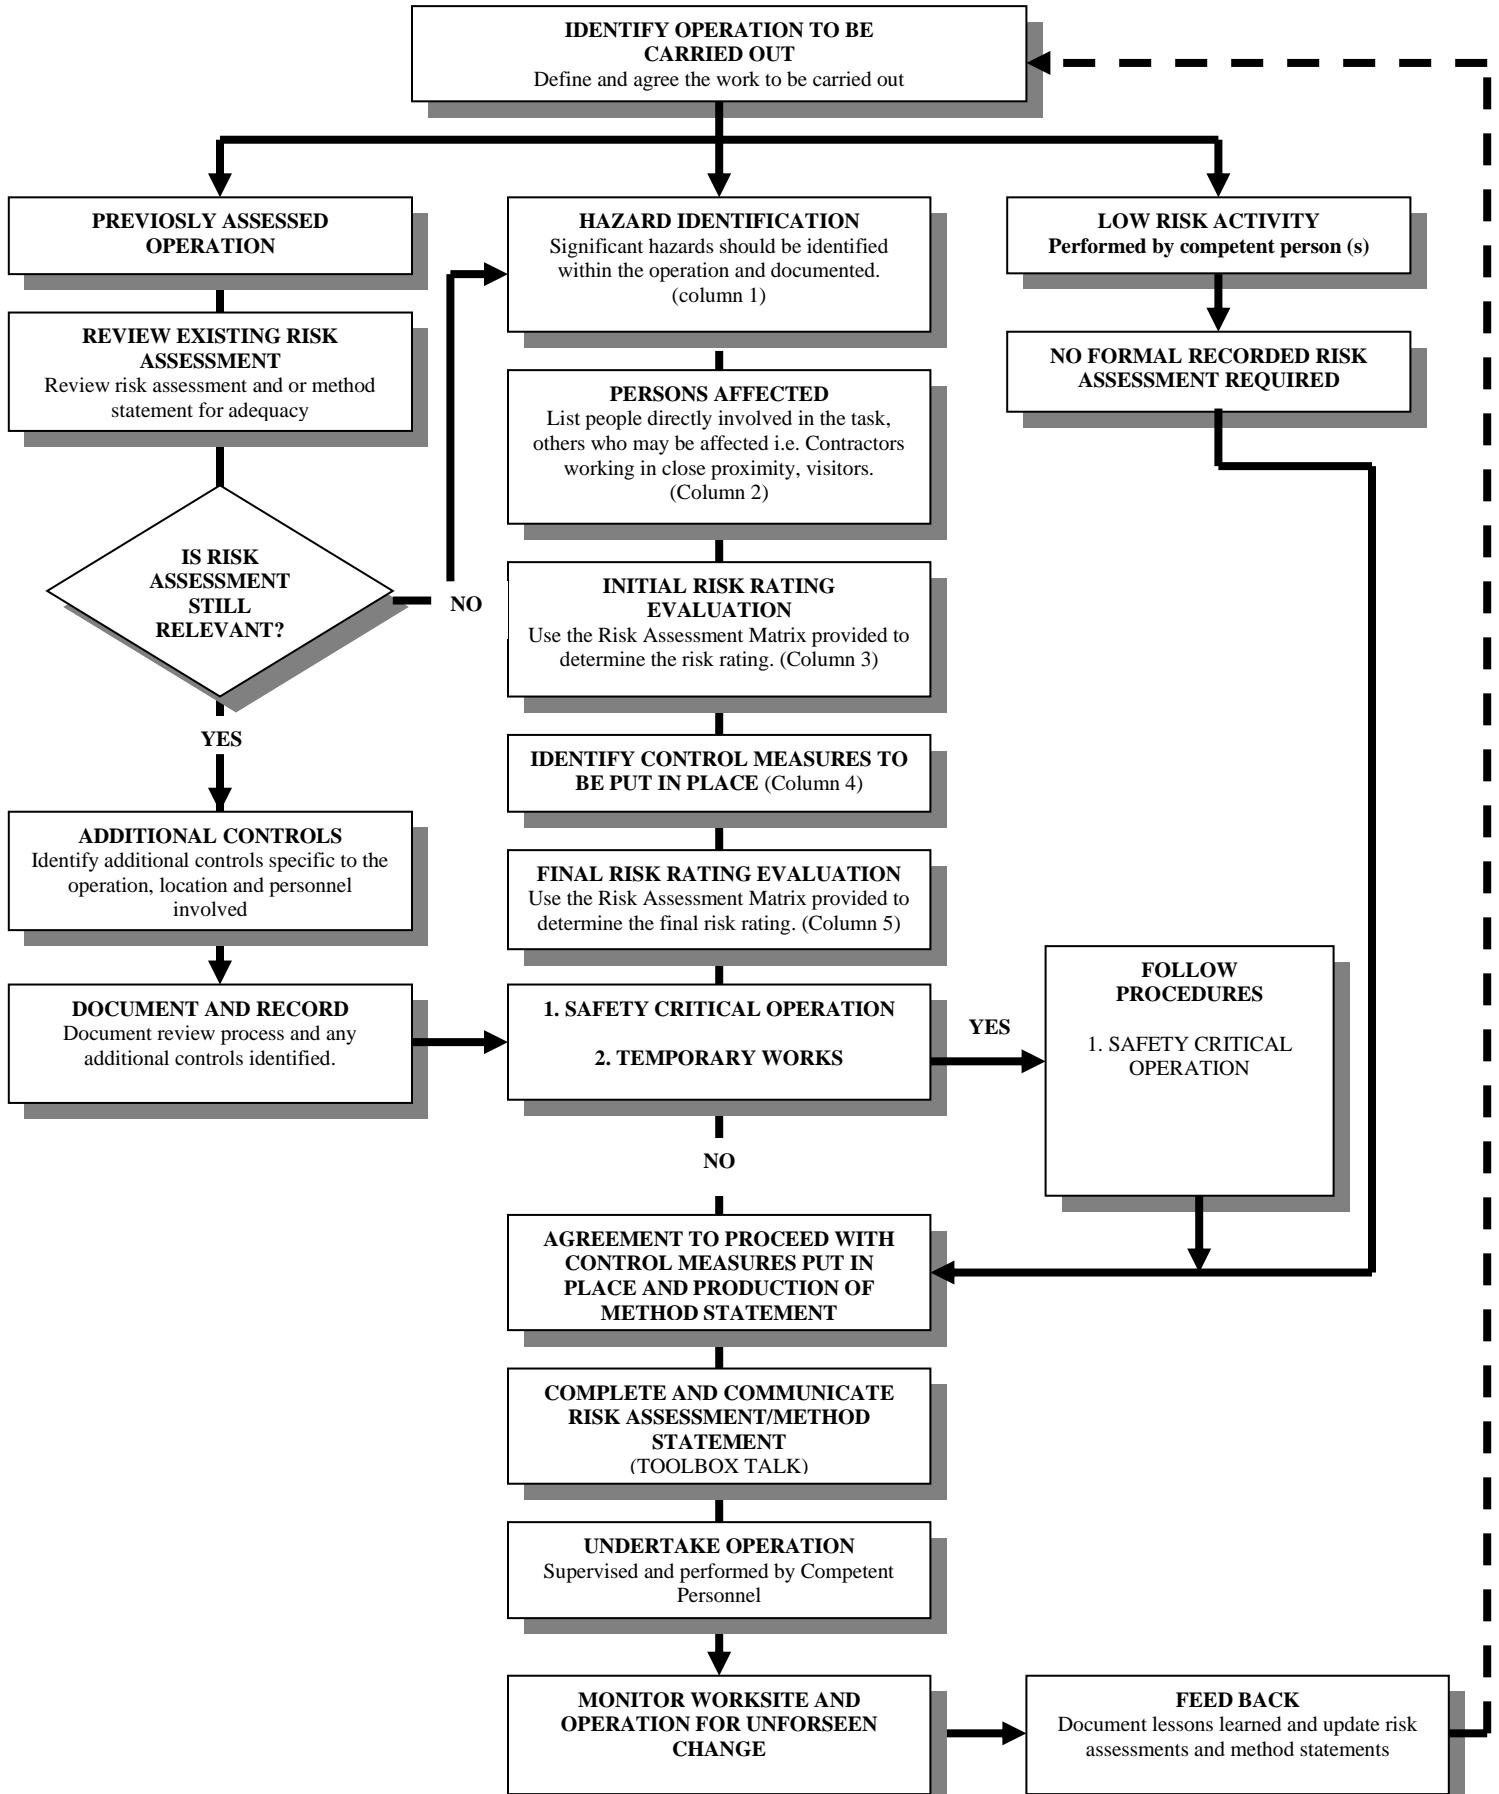 IDENTIFY OPERATION TO BE
CARRIED OUT
Define and agree the work to be carried out
PREVIOSLY ASSESSED
OPERATION
HAZARD IDENTIFICATION
Significant hazards should be identified
within the operation and documented.
(column 1)
LOW RISK ACTIVITY
Performed by competent person (s)
REVIEW EXISTING RISK
ASSESSMENT
Review risk assessment and or method
statement for adequacy
NO FORMAL RECORDED RISK
ASSESSMENT REQUIRED
PERSONS AFFECTED
List people directly involved in the task,
others who may be affected i.e. Contractors
working in close proximity, visitors.
(Column 2)
IS RISK
ASSESSMENT
STILL
RELEVANT?
NO
INITIAL RISK RATING
EVALUATION
Use the Risk Assessment Matrix provided to
determine the risk rating. (Column 3)
YES
IDENTIFY CONTROL MEASURES TO
BE PUT IN PLACE (Column 4)
ADDITIONAL CONTROLS
Identify additional controls specific to the
operation, location and personnel
involved
FINAL RISK RATING EVALUATION
Use the Risk Assessment Matrix provided to
determine the final risk rating. (Column 5)
DOCUMENT AND RECORD
Document review process and any
additional controls identified.
1. SAFETY CRITICAL OPERATION
2. TEMPORARY WORKS
YES
FOLLOW
PROCEDURES
1. SAFETY CRITICAL
OPERATION
NO
AGREEMENT TO PROCEED WITH
CONTROL MEASURES PUT IN
PLACE AND PRODUCTION OF
METHOD STATEMENT
COMPLETE AND COMMUNICATE
RISK ASSESSMENT/METHOD
STATEMENT
(TOOLBOX TALK)
UNDERTAKE OPERATION
Supervised and performed by Competent
Personnel
MONITOR WORKSITE AND
OPERATION FOR UNFORSEEN
CHANGE
FEED BACK
Document lessons learned and update risk
assessments and method statements